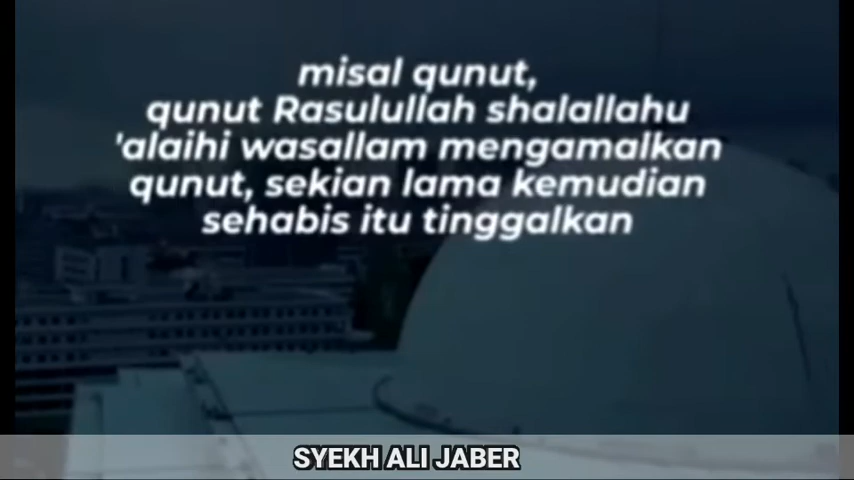 misal qunut,
qunut Rasulullah shalallahu
'alaihi wasallam mengamalkan
qunut, sekian lama kemudian
sehabis itu tinggalkan
SYEKH ALI JABER